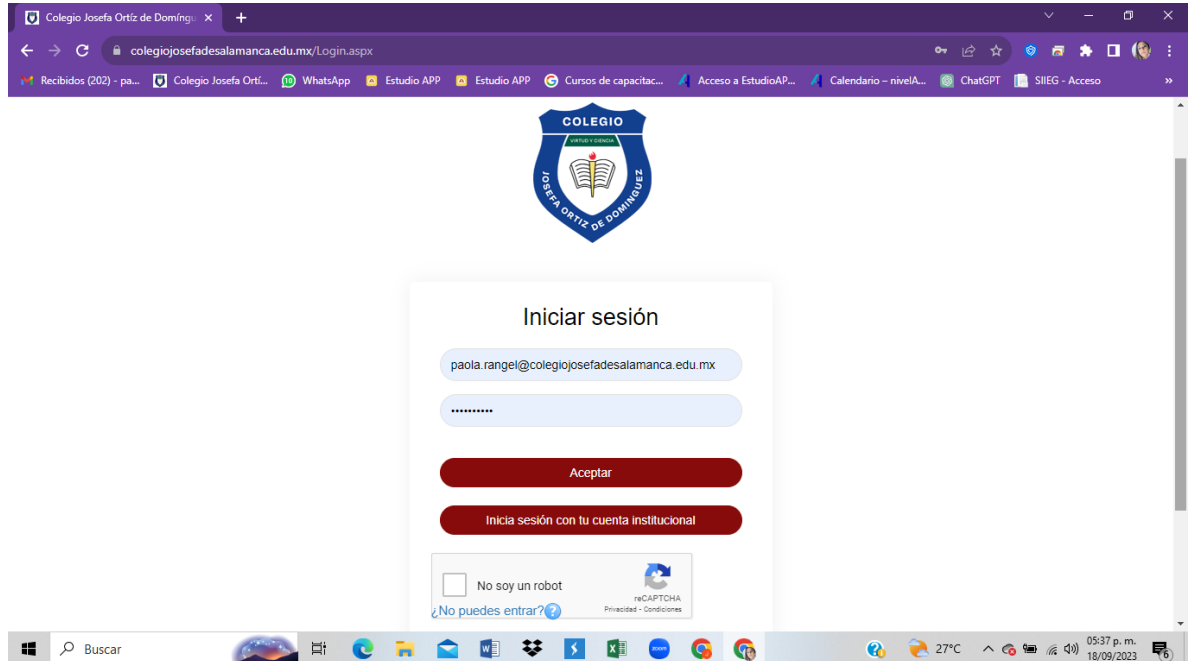 Colegio Josefa Ortíz de Domíngu
colegiojosefadesalamanca.edu.mx/Login.aspx
Recibidos (202) - pa... Colegio Josefa Ortí... 10 WhatsApp Estudio APP Estudio APP Cursos de capacitac... Acceso a EstudioAP... Calendario – nivelA... ChatGPT SIIEG - Acceso »
COLEGIO
VIRTUD Y CIENCIA
JOSEFA ORTIZ DE DOMINGUEZ
Iniciar sesión
paola.rangel@colegiojosefadesalamanca.edu.mx
••••••••••
Aceptar
Inicia sesión con tu cuenta institucional
No soy un robot
reCAPTCHA
Privacidad - Condiciones
¿No puedes entrar?
Buscar
zoom
27°C
05:37 p. m.
18/09/2023
6